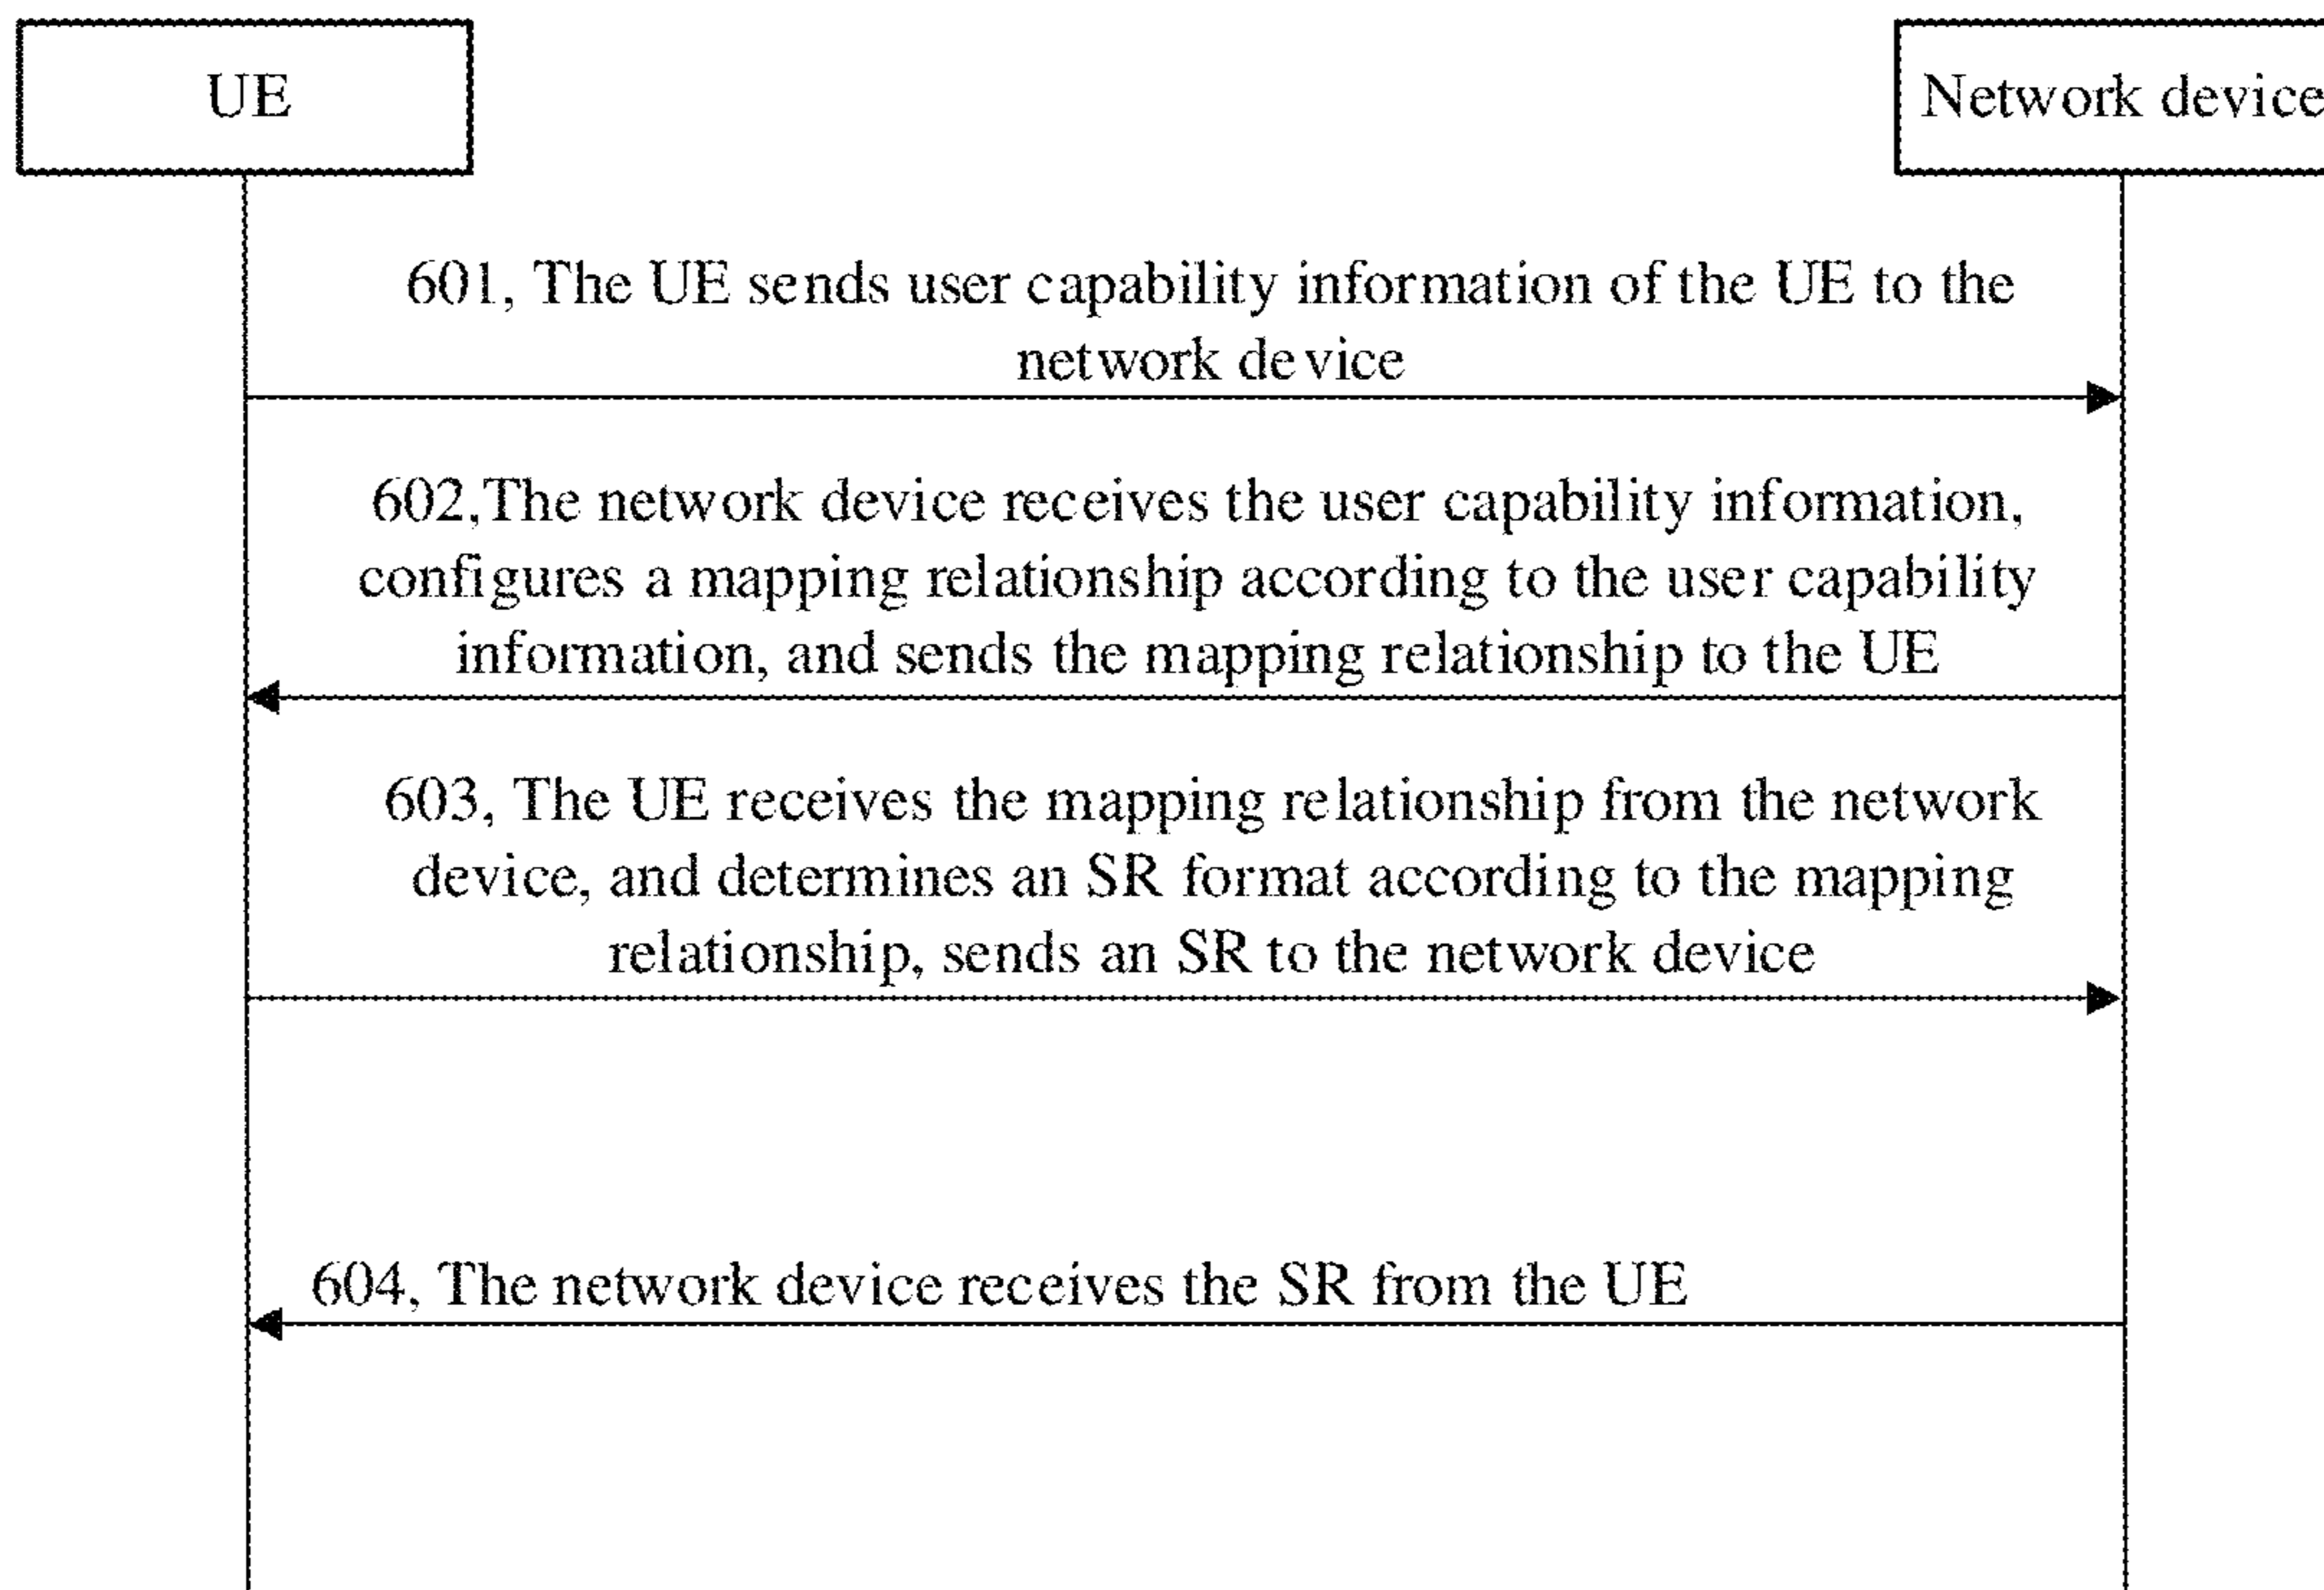 UE
Network device
601, The UE sends user capability information of the UE to the
network device
602,The network device receives the user capability information,
configures a mapping relationship according to the user capability
information, and sends the mapping relationship to the UE
603, The UE receives the mapping relationship from the network
device, and determines an SR format according to the mapping
relationship, sends an SR to the network device
604, The network device receives the SR from the UE